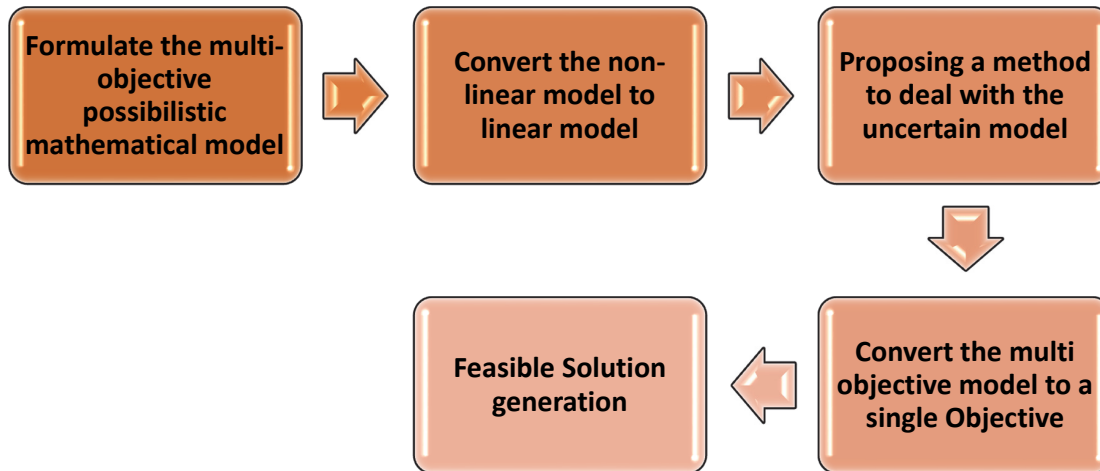 Formulate the multi-
objective
possibilistic
mathematical model
Convert the non-
linear model to
linear model
Proposing a method
to deal with the
uncertain model
Convert the multi
objective model to a
single Objective
Feasible Solution
generation